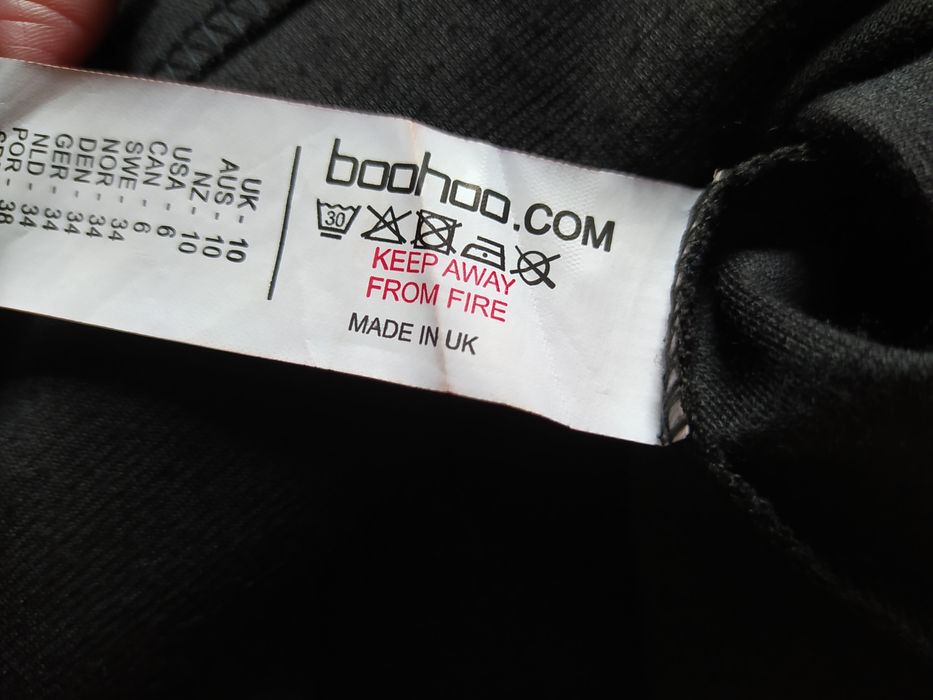 boohoo.COM
30
KEEP AWAY
FROM FIRE
MADE IN UK
UK - 10
AUS - 10
NZ - 10
USA - 6
CAN - 6
SWE - 34
NOR - 34
DEN - 34
GER - 34
NLD - 34
POR - 38